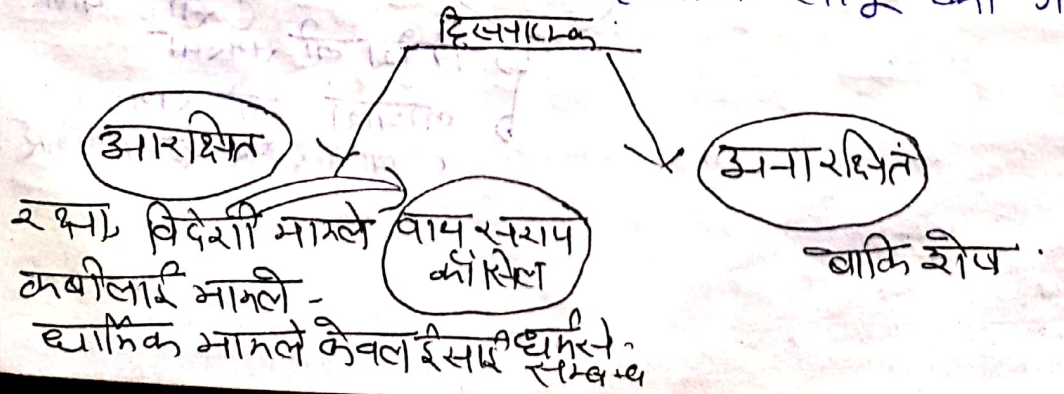 द्विसनात्मक
आरक्षित
अनारक्षित
रक्षा, विदेशी मामले
वायसराय
कौंसिल
बाकि शेष
कबीलाई मामले -
धार्मिक मामले केवल ईसाई धर्म से
सम्बन्ध